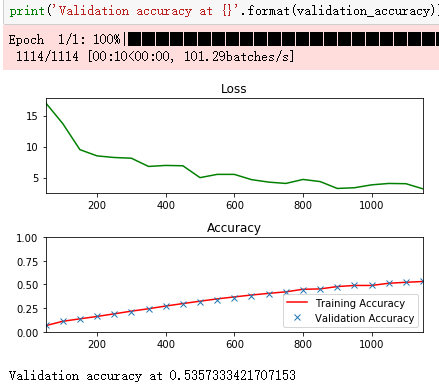 print('Validation accuracy at {}'.format(validation_accuracy))
Epoch  1/1: 100%|
1114/1114 [00:10<00:00, 101.29batches/s]
Loss
15
10
5
200 400 600 800 1000
Accuracy
1.00
0.75
0.50
0.25
0.00
Training Accuracy
Validation Accuracy
200 400 600 800 1000
Validation accuracy at 0.5357333421707153